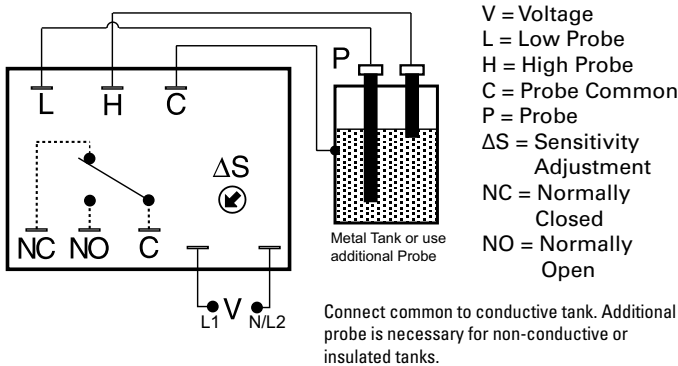 L H C
P
ΔS
NC NO C
V
L1 N/L2
Metal Tank or use
additional Probe
V = Voltage
L = Low Probe
H = High Probe
C = Probe Common
P = Probe
ΔS = Sensitivity
Adjustment
NC = Normally
Closed
NO = Normally
Open
Connect common to conductive tank. Additional
probe is necessary for non-conductive or
insulated tanks.